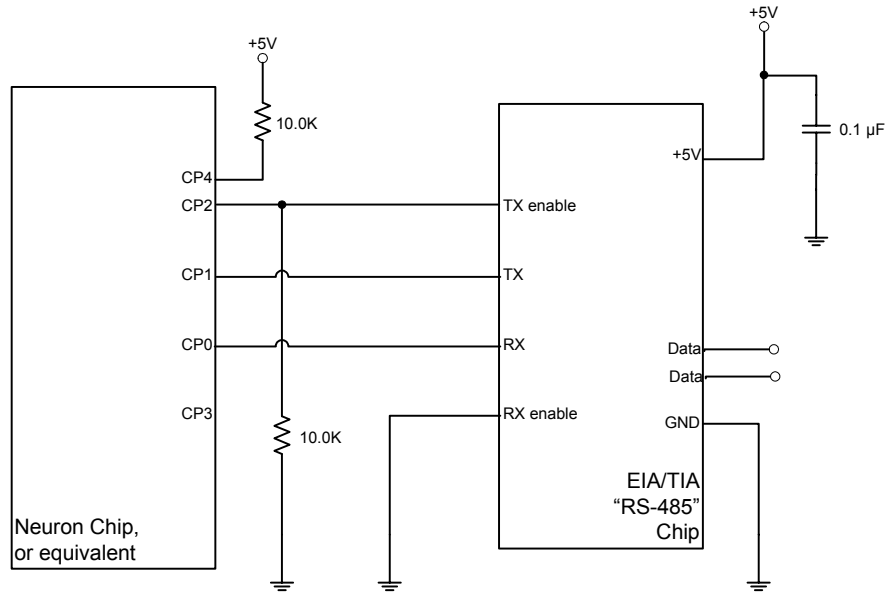 +5V
+5V
10.0K
0.1 µF
+5V
CP4
CP2
TX enable
CP1
TX
CP0
RX
Data
Data
CP3
RX enable
GND
10.0K
EIA/TIA
“RS-485”
Chip
Neuron Chip,
or equivalent